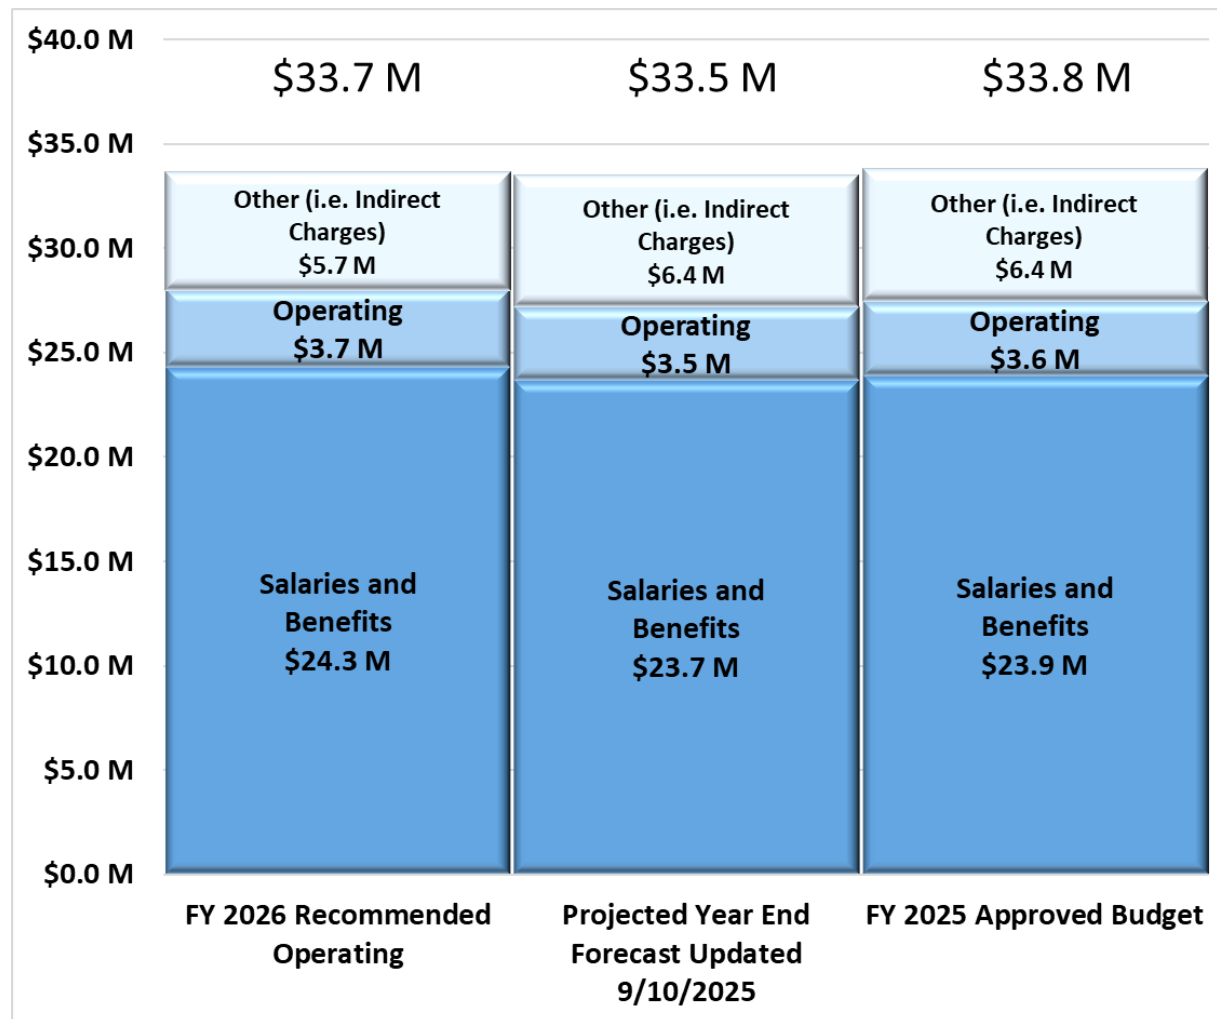 $40.0 M
$35.0 M
$30.0 M
$25.0 M
$20.0 M
$15.0 M
$10.0 M
$5.0 M
$0.0 M
$33.7 M
$33.5 M
$33.8 M
Other (i.e. Indirect
Charges)
$5.7 M
Operating
$3.7 M
Salaries and
Benefits
$24.3 M
Other (i.e. Indirect
Charges)
$6.4 M
Operating
$3.5 M
Salaries and
Benefits
$23.7 M
Other (i.e. Indirect
Charges)
$6.4 M
Operating
$3.6 M
Salaries and
Benefits
$23.9 M
FY 2026 Recommended
Operating
Projected Year End
Forecast Updated
9/10/2025
FY 2025 Approved Budget